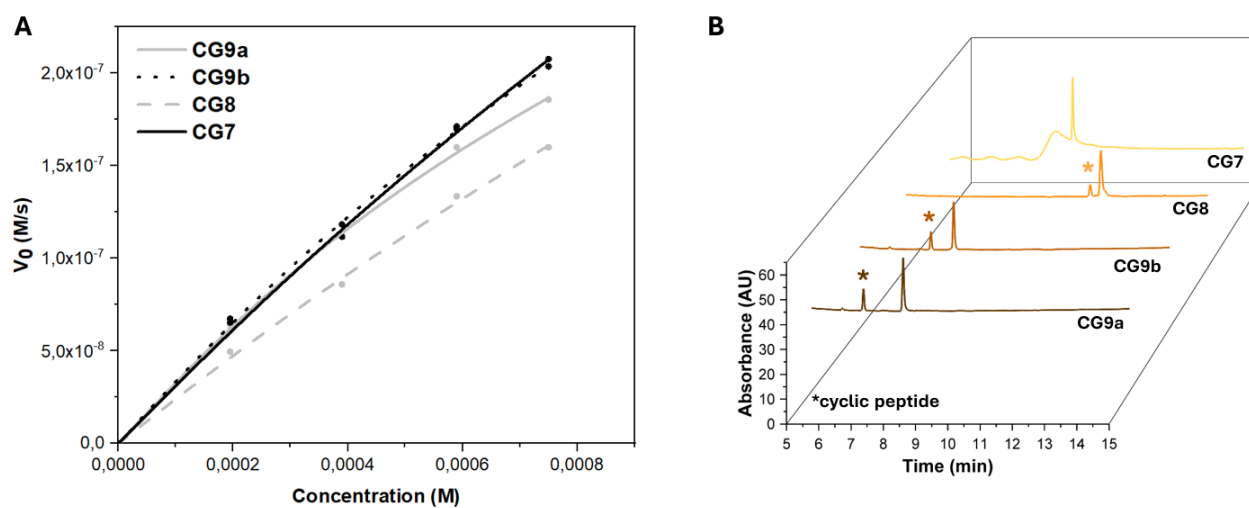 A
CG9a
CG9b
CG8
CG7
2,0x10⁻⁷
1,5x10⁻⁷
1,0x10⁻⁷
5,0x10⁻⁸
0,0
V₀ (M/s)
0,0000
0,0002
0,0004
0,0006
0,0008
Concentration (M)
B
CG7
*
CG8
*
CG9b
*
CG9a
60
50
40
30
20
10
0
Absorbance (AU)
*cyclic peptide
5
6
7
8
9
10
11
12
13
14
15
Time (min)